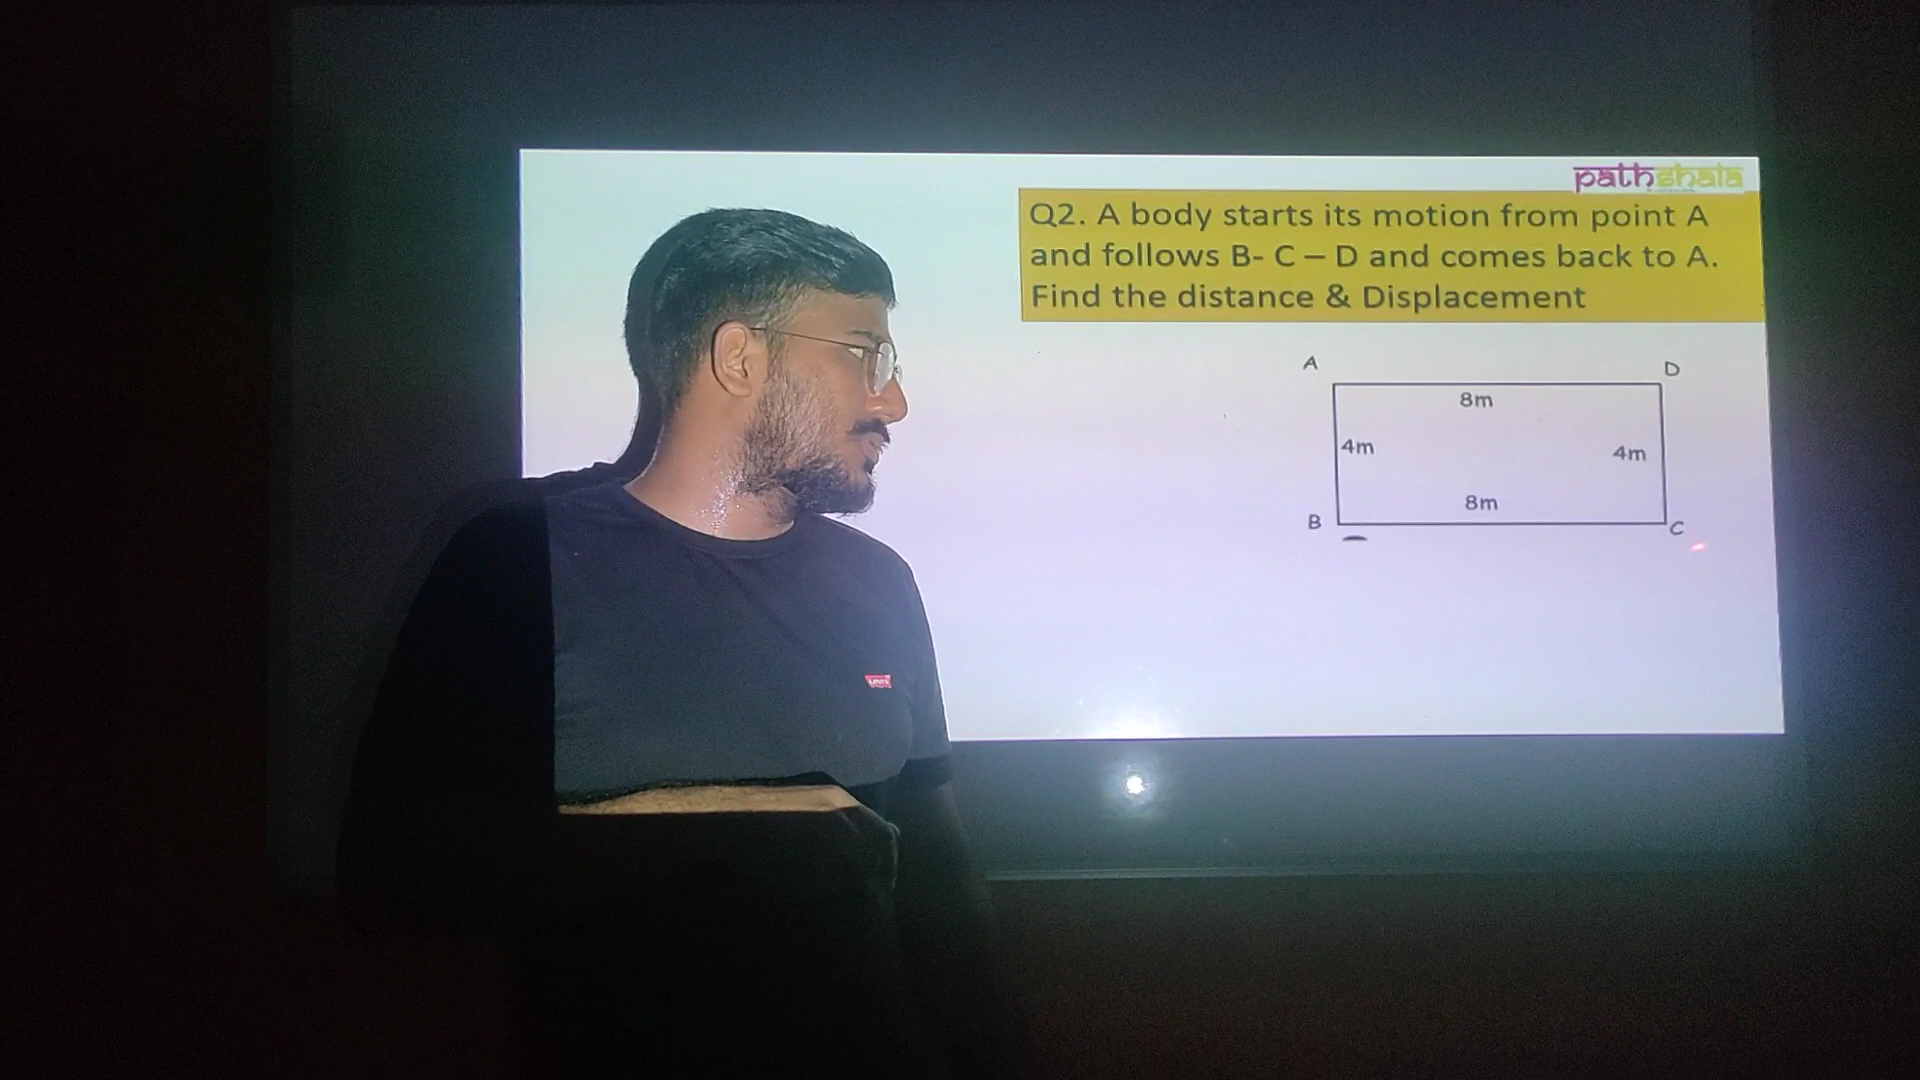 pathshala
Q2. A body starts its motion from point A
and follows B- C – D and comes back to A.
Find the distance & Displacement
A
D
8m
4m
4m
8m
B
C
Levi's